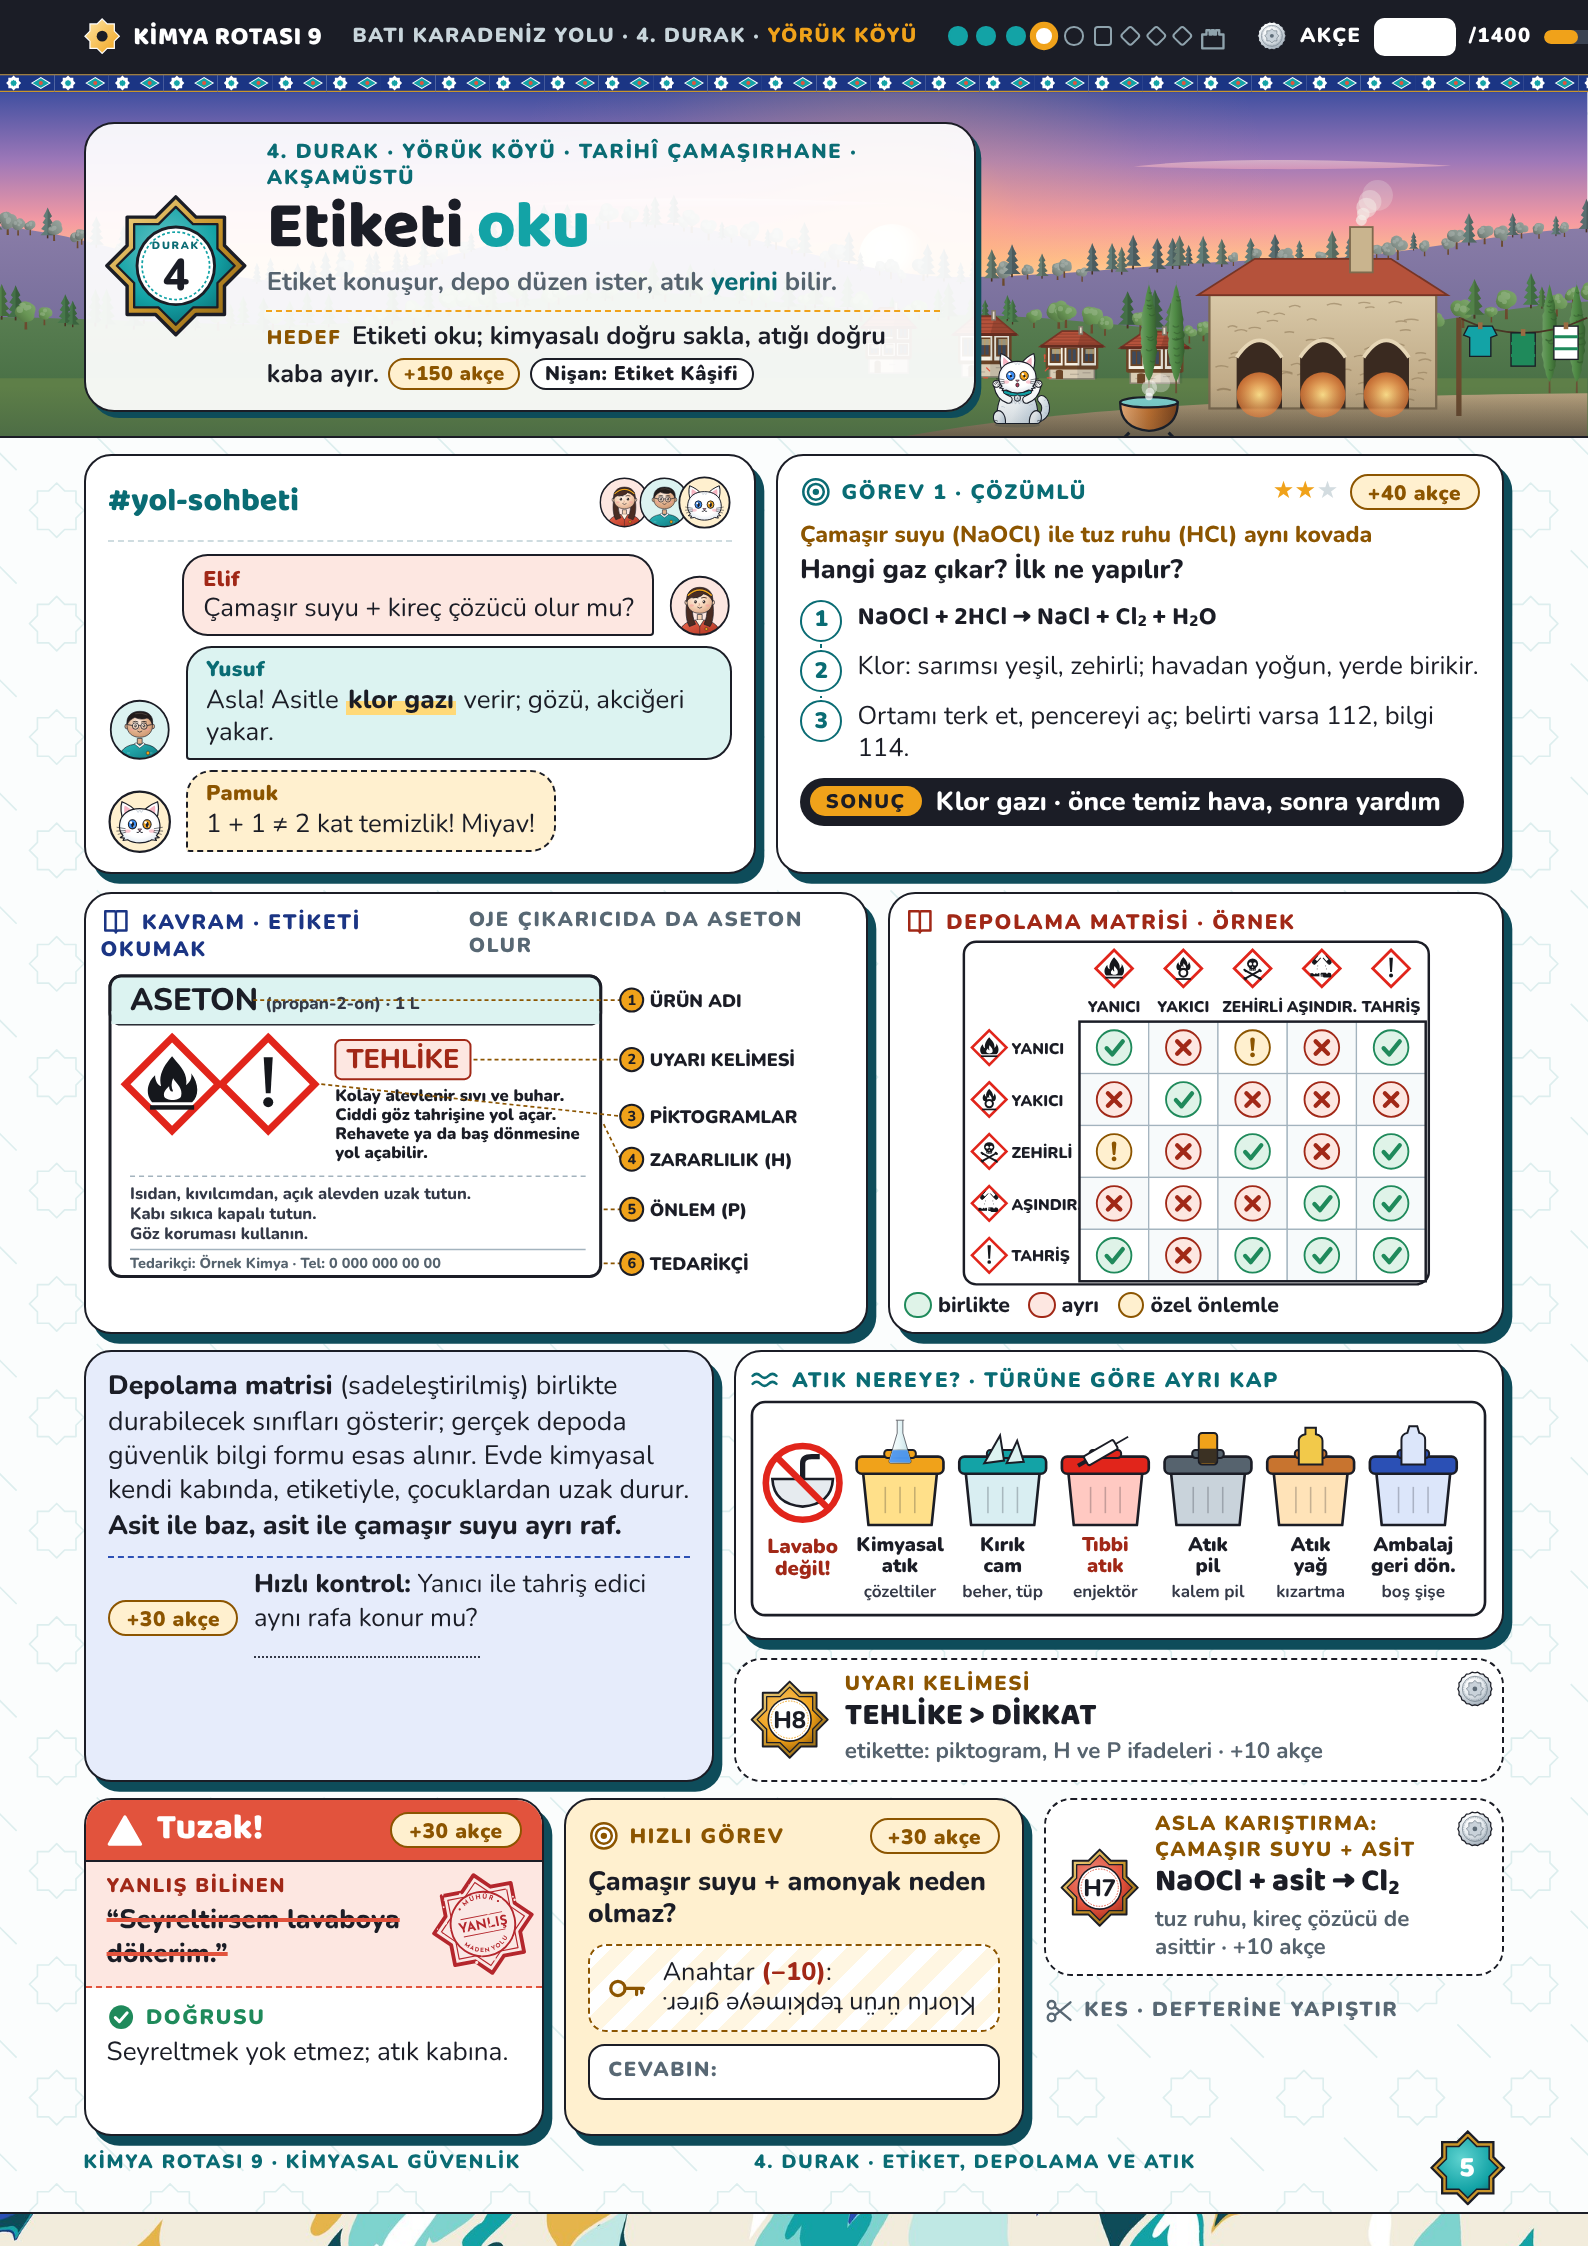 KİMYA ROTASI 9 BATI KARADENİZ YOLU · 4. DURAK · YÖRÜK KÖYÜ AKÇE /1400
4. DURAK · YÖRÜK KÖYÜ · TARİHÎ ÇAMAŞIRHANE ·
AKŞAMÜSTÜ
DURAK
4
Etiketi oku
Etiket konuşur, depo düzen ister, atık yerini bilir.
HEDEF Etiketi oku; kimyasalı doğru sakla, atığı doğru
kaba ayır. +150 akçe Nişan: Etiket Kâşifi
#yol-sohbeti
Elif
Çamaşır suyu + kireç çözücü olur mu?
Yusuf
Asla! Asitle klor gazı verir; gözü, akciğeri
yakar.
Pamuk
1 + 1 ≠ 2 kat temizlik! Miyav!
GÖREV 1 · ÇÖZÜMLÜ +40 akçe
Çamaşır suyu (NaOCl) ile tuz ruhu (HCl) aynı kovada
Hangi gaz çıkar? İlk ne yapılır?
1 NaOCl + 2HCl → NaCl + Cl₂ + H₂O
2 Klor: sarımsı yeşil, zehirli; havadan yoğun, yerde birikir.
3 Ortamı terk et, pencereyi aç; belirti varsa 112, bilgi
114.
SONUÇ Klor gazı · önce temiz hava, sonra yardım
KAVRAM · ETİKETİ
OKUMAK
OJE ÇIKARICIDA DA ASETON
OLUR
ASETON (propan-2-on) · 1 L
TEHLİKE
Kolay alevlenir sıvı ve buhar.
Ciddi göz tahrişine yol açar.
Rehavete ya da baş dönmesine
yol açabilir.
Isıdan, kıvılcımdan, açık alevden uzak tutun.
Kabı sıkıca kapalı tutun.
Göz koruması kullanın.
Tedarikçi: Örnek Kimya · Tel: 0 000 000 00 00
1 ÜRÜN ADI
2 UYARI KELİMESİ
3 PİKTOGRAMLAR
4 ZARARLILIK (H)
5 ÖNLEM (P)
6 TEDARİKÇİ
DEPOLAMA MATRİSİ · ÖRNEK
YANICI YAKICI ZEHİRLİ AŞINDIR. TAHRİŞ
YANICI
YAKICI
ZEHİRLİ
AŞINDIR
TAHRİŞ
birlikte ayrı özel önlemle
Depolama matrisi (sadeleştirilmiş) birlikte
durabilecek sınıfları gösterir; gerçek depoda
güvenlik bilgi formu esas alınır. Evde kimyasal
kendi kabında, etiketiyle, çocuklardan uzak durur.
Asit ile baz, asit ile çamaşır suyu ayrı raf.
+30 akçe
Hızlı kontrol: Yanıcı ile tahriş edici
aynı rafa konur mu?
ATIK NEREYE? · TÜRÜNE GÖRE AYRI KAP
Lavabo
değil!
Kimyasal
atık
çözeltiler
Kırık
cam
beher, tüp
Tıbbi
atık
enjektör
Atık
pil
kalem pil
Atık
yağ
kızartma
Ambalaj
geri dön.
boş şişe
H8
UYARI KELİMESİ
TEHLİKE > DİKKAT
etikette: piktogram, H ve P ifadeleri · +10 akçe
Tuzak! +30 akçe
YANLIŞ BİLİNEN
“Seyreltirsem lavaboya
dökerim.”
MÜHÜR
YANLIŞ
MADEN YOLU
DOĞRUSU
Seyreltmek yok etmez; atık kabına.
HIZLI GÖREV +30 akçe
Çamaşır suyu + amonyak neden
olmaz?
Anahtar (−10):
Klorlu ürün tepkimeye girer.
CEVABIN:
H7
ASLA KARIŞTIRMA:
ÇAMAŞIR SUYU + ASİT
NaOCl + asit → Cl₂
tuz ruhu, kireç çözücü de
asittir · +10 akçe
KES · DEFTERİNE YAPIŞTIR
KİMYA ROTASI 9 · KİMYASAL GÜVENLİK
4. DURAK · ETİKET, DEPOLAMA VE ATIK
5